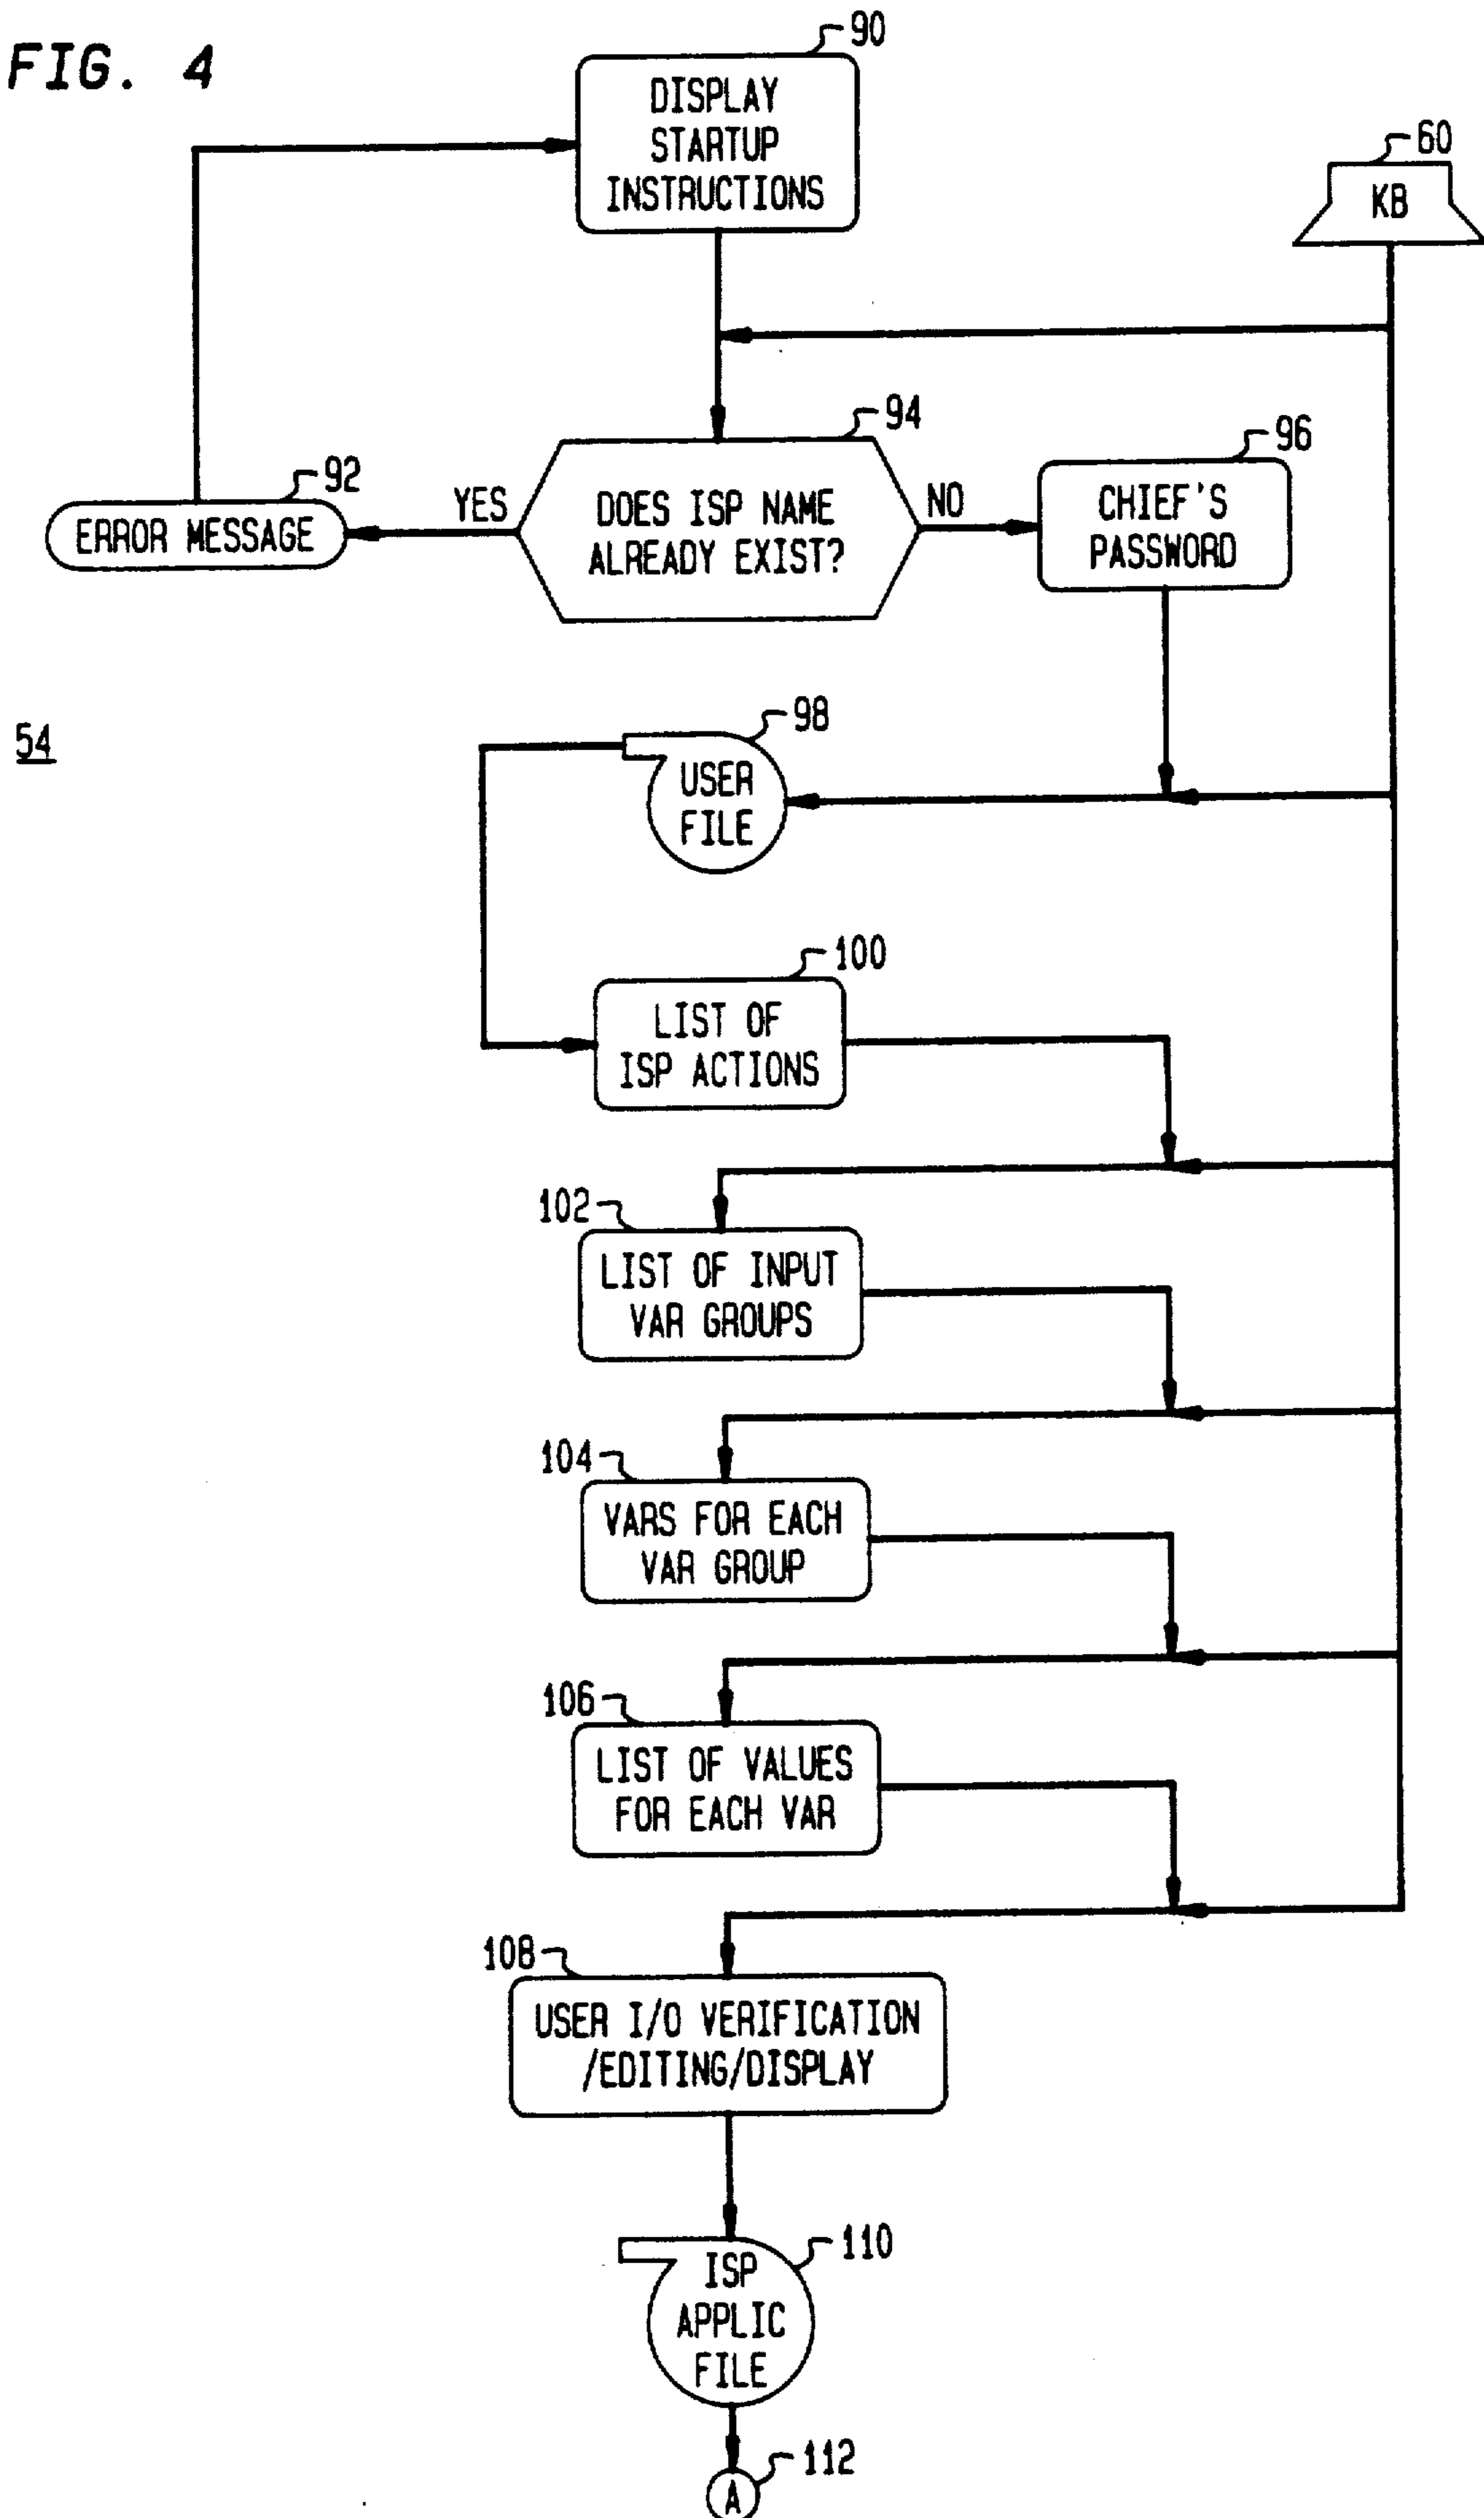 FIG. 4
90
DISPLAY
STARTUP
INSTRUCTIONS
60
KB
94
DOES ISP NAME
ALREADY EXIST?
YES
NO
92
ERROR MESSAGE
96
CHIEF'S
PASSWORD
54
98
USER
FILE
100
LIST OF
ISP ACTIONS
102
LIST OF INPUT
VAR GROUPS
104
VARS FOR EACH
VAR GROUP
106
LIST OF VALUES
FOR EACH VAR
108
USER I/O VERIFICATION
/EDITING/DISPLAY
110
ISP
APPLIC
FILE
112
A